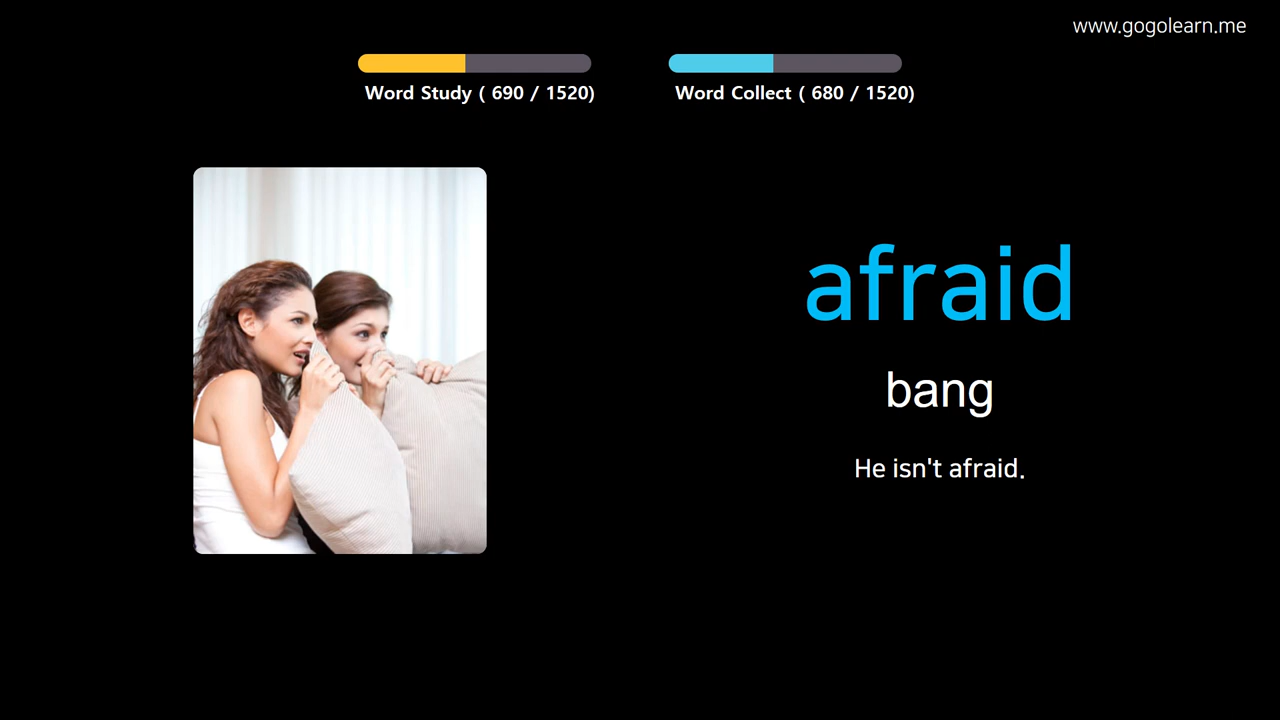 www.gogolearn.me
Word Study ( 690 / 1520)
Word Collect ( 680 / 1520)
afraid
bang
He isn't afraid.